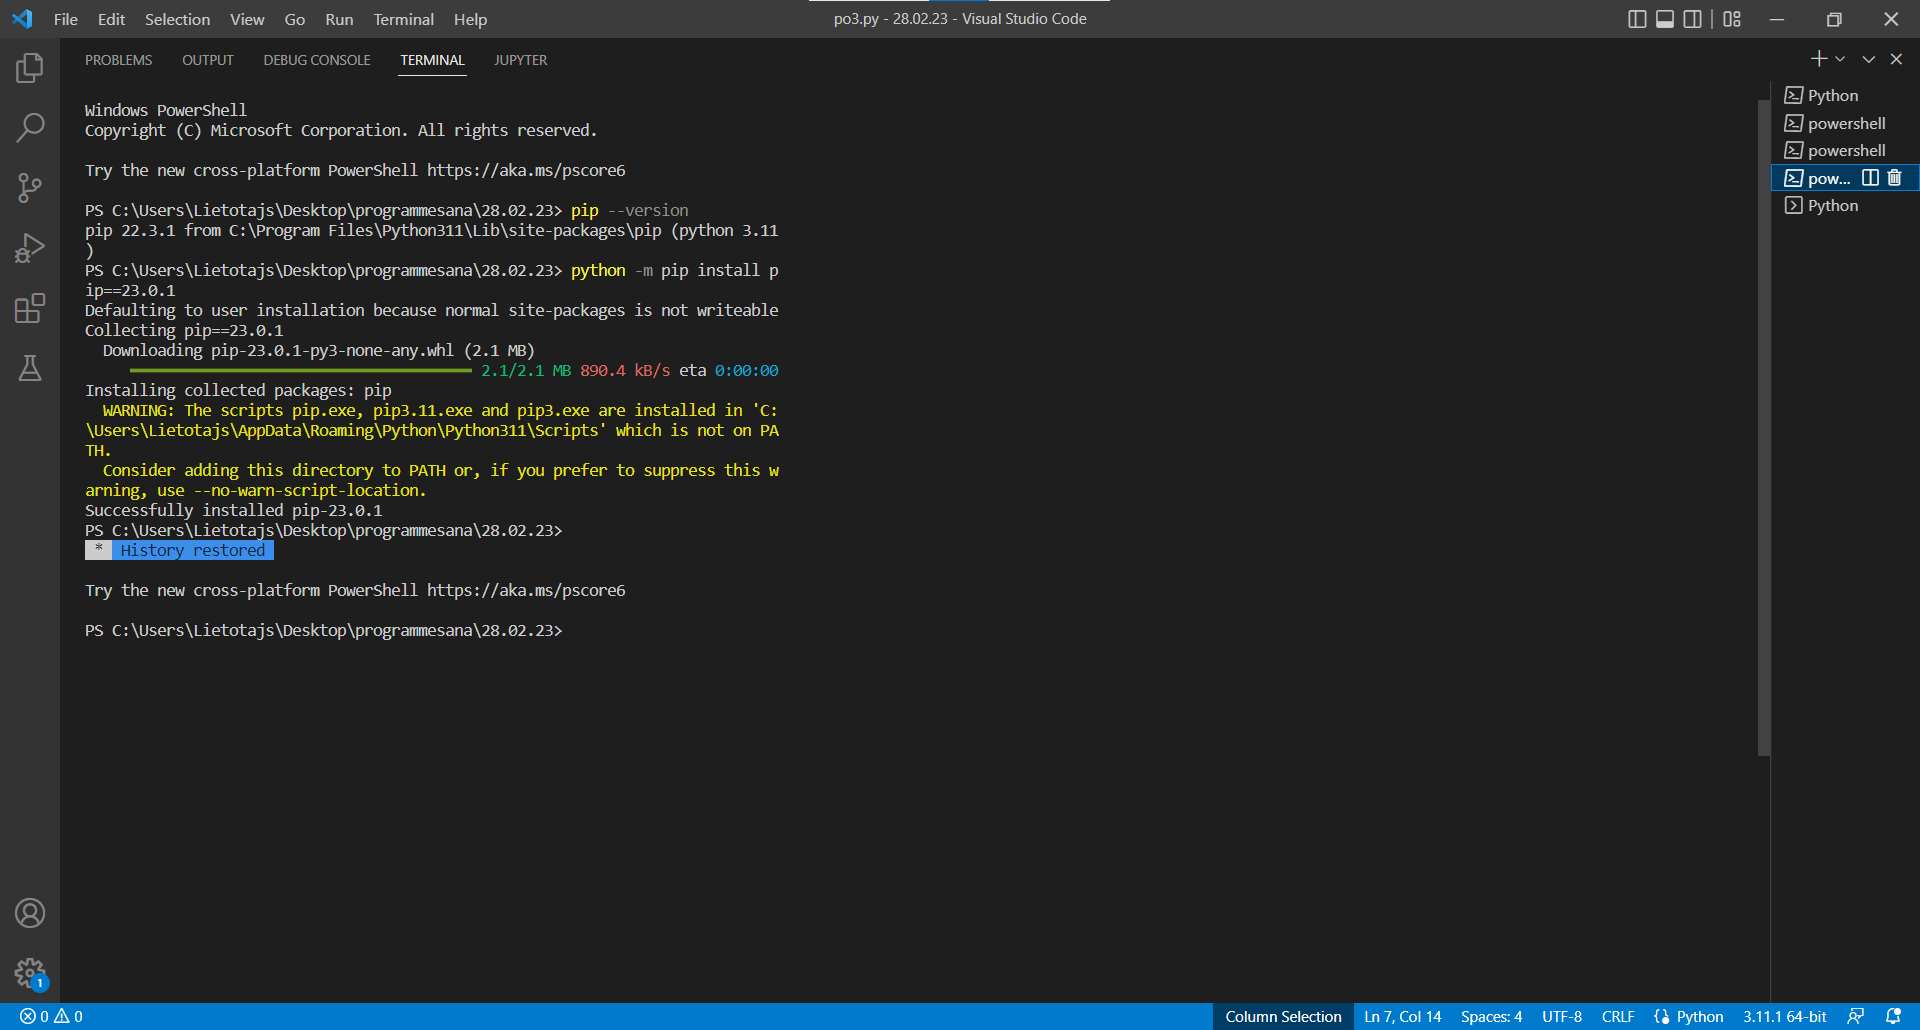 File Edit Selection View Go Run Terminal Help
po3.py - 28.02.23 - Visual Studio Code
PROBLEMS OUTPUT DEBUG CONSOLE TERMINAL JUPYTER
Windows PowerShell
Copyright (C) Microsoft Corporation. All rights reserved.
Try the new cross-platform PowerShell https://aka.ms/pscore6
PS C:\Users\Lietotajs\Desktop\programmesana\28.02.23> pip --version
pip 22.3.1 from C:\Program Files\Python311\Lib\site-packages\pip (python 3.11
)
PS C:\Users\Lietotajs\Desktop\programmesana\28.02.23> python -m pip install p
ip==23.0.1
Defaulting to user installation because normal site-packages is not writeable
Collecting pip==23.0.1
Downloading pip-23.0.1-py3-none-any.whl (2.1 MB)
2.1/2.1 MB 890.4 kB/s eta 0:00:00
Installing collected packages: pip
WARNING: The scripts pip.exe, pip3.11.exe and pip3.exe are installed in 'C:
\Users\Lietotajs\AppData\Roaming\Python\Python311\Scripts' which is not on PA
TH.
Consider adding this directory to PATH or, if you prefer to suppress this w
arning, use --no-warn-script-location.
Successfully installed pip-23.0.1
PS C:\Users\Lietotajs\Desktop\programmesana\28.02.23>
* History restored
Try the new cross-platform PowerShell https://aka.ms/pscore6
PS C:\Users\Lietotajs\Desktop\programmesana\28.02.23>
Python
powershell
powershell
pow...
Python
1
0 0
Column Selection Ln 7, Col 14 Spaces: 4 UTF-8 CRLF Python 3.11.1 64-bit